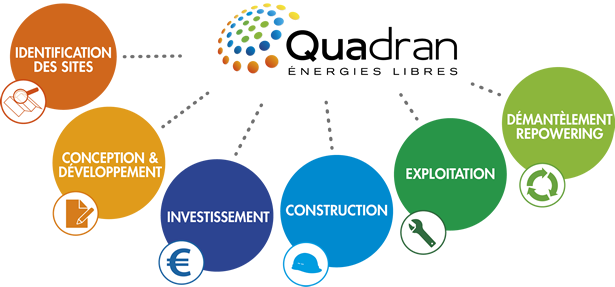 Quadran
ÉNERGIES LIBRES
IDENTIFICATION
DES SITES
CONCEPTION &
DÉVELOPPEMENT
INVESTISSEMENT
€
CONSTRUCTION
EXPLOITATION
DÉMANTÈLEMENT
REPOWERING